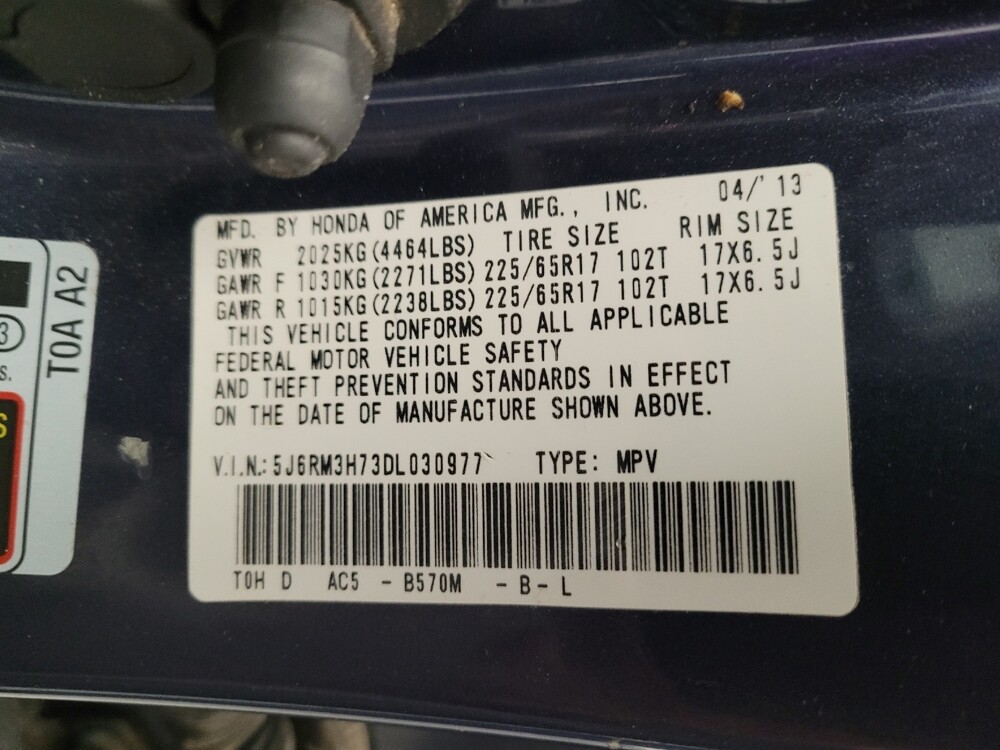 MFD. BY HONDA OF AMERICA MFG., INC. 04/'13
GVWR 2025KG(4464LBS) TIRE SIZE RIM SIZE
GAWR F 1030KG(2271LBS) 225/65R17 102T 17X6.5J
GAWR R 1015KG(2238LBS) 225/65R17 102T 17X6.5J
THIS VEHICLE CONFORMS TO ALL APPLICABLE
FEDERAL MOTOR VEHICLE SAFETY
AND THEFT PREVENTION STANDARDS IN EFFECT
ON THE DATE OF MANUFACTURE SHOWN ABOVE.
V.I.N.: 5J6RM3H73DL030977 TYPE: MPV
T0H D AC5 - B570M - B - L
T0A A2
3
S.
S